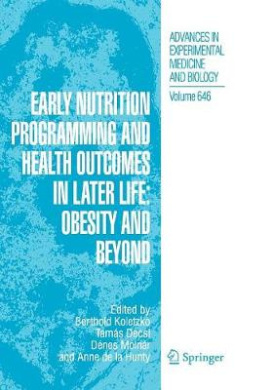 ADVANCES IN
EXPERIMENTAL
MEDICINE
AND BIOLOGY
Volume 646
EARLY NUTRITION
PROGRAMMING AND
HEALTH OUTCOMES
IN LATER LIFE:
OBESITY AND
BEYOND
Edited by
Berthold Koletzko
Tamás Decsi
Dénes Molnár
and Anne de la Hunty
Springer